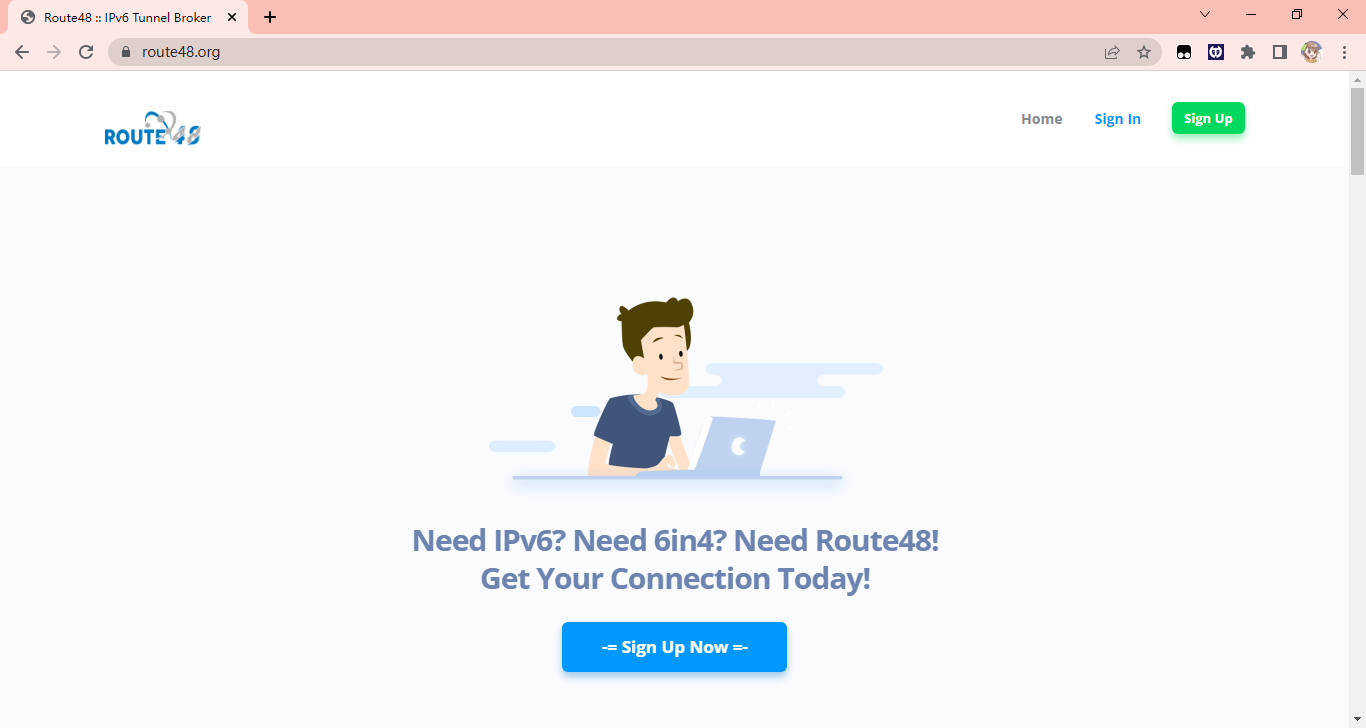 Route48 :: IPv6 Tunnel Broker
route48.org
ROUTE48
Home
Sign In
Sign Up
Need IPv6? Need 6in4? Need Route48!
Get Your Connection Today!
-= Sign Up Now =-